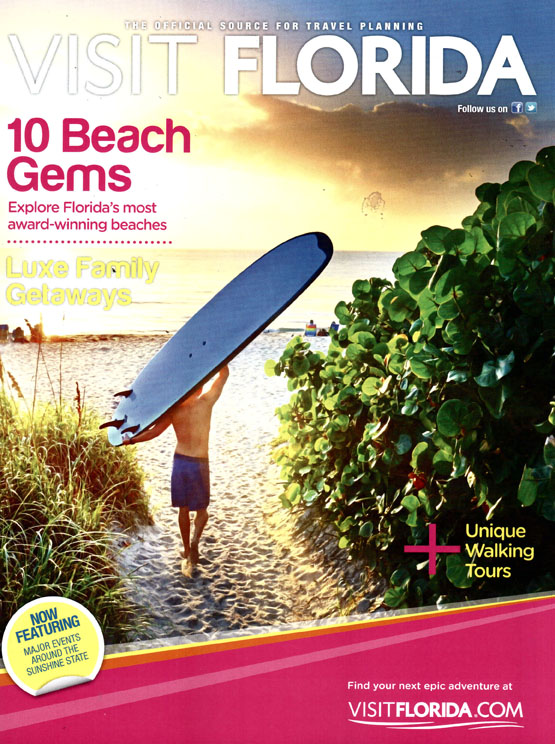 THE OFFICIAL SOURCE FOR TRAVEL PLANNING
VISIT FLORIDA
Follow us on
10 Beach
Gems
Explore Florida's most
award-winning beaches
Luxe Family
Getaways
Unique
Walking
Tours
NOW
FEATURING
MAJOR EVENTS
AROUND THE
SUNSHINE STATE
Find your next epic adventure at
VISITFLORIDA.COM